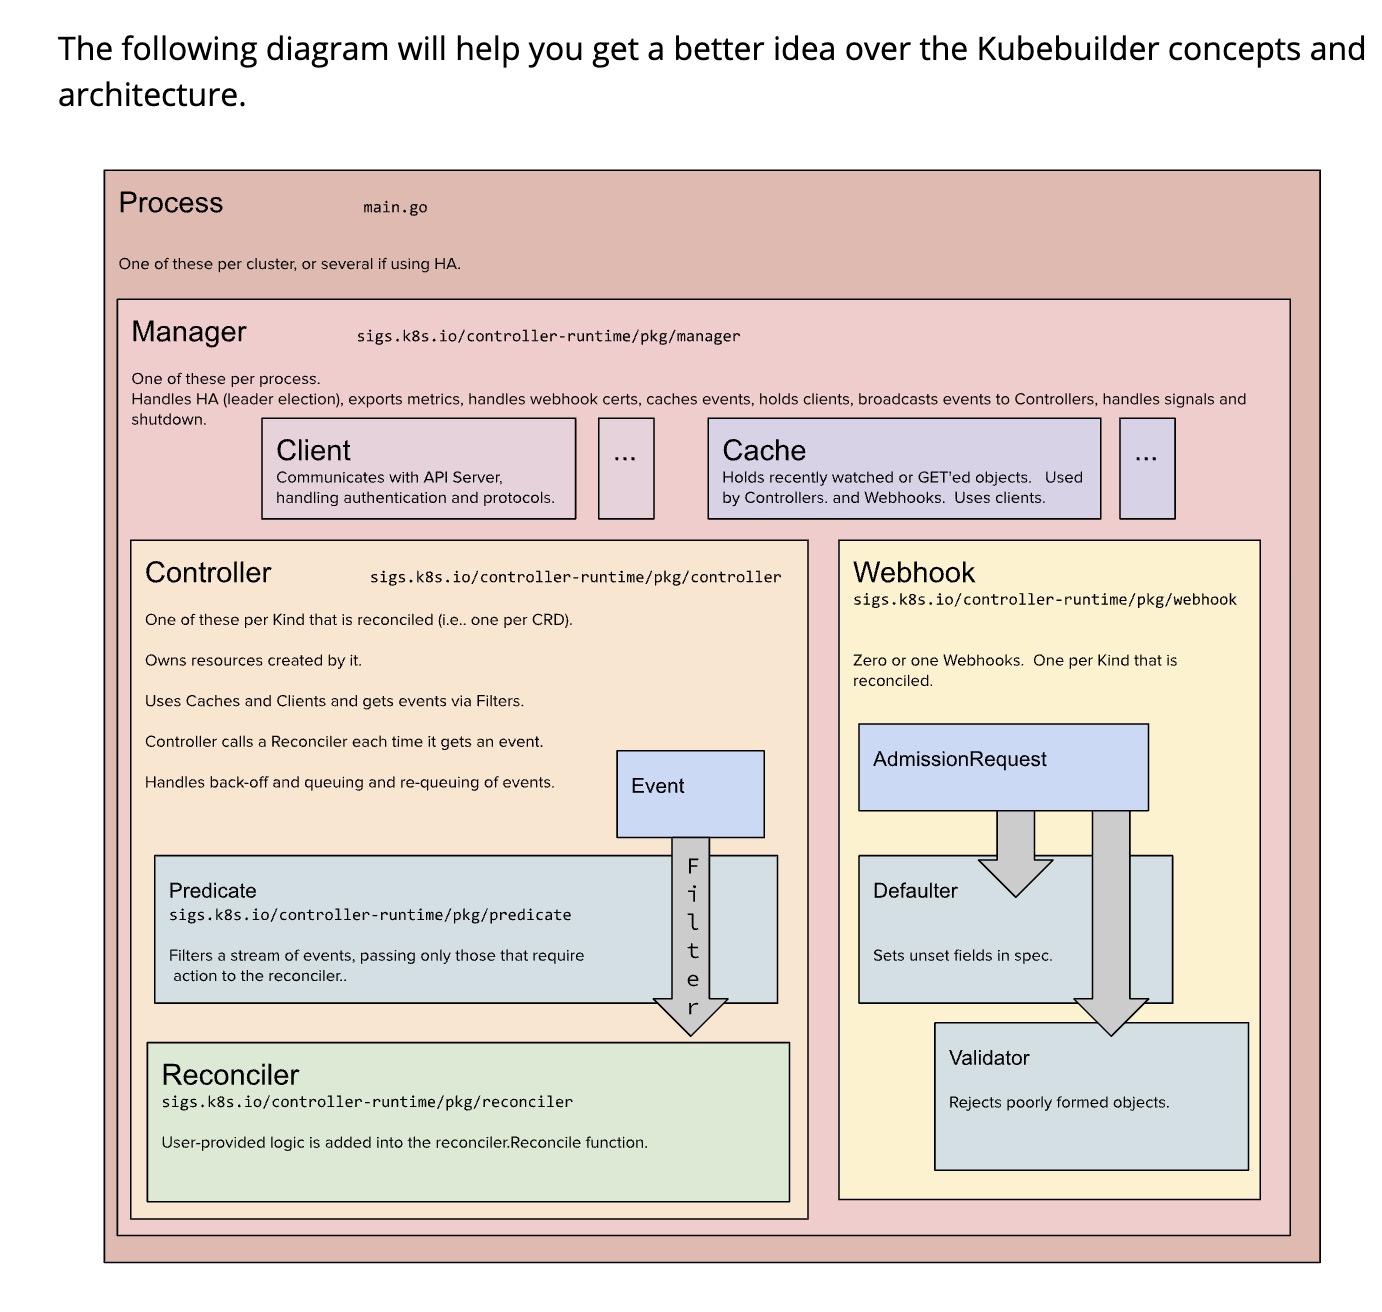 The following diagram will help you get a better idea over the Kubebuilder concepts and
architecture.
Process
main.go
One of these per cluster, or several if using HA.
Manager
sigs.k8s.io/controller-runtime/pkg/manager
One of these per process.
Handles HA (leader election), exports metrics, handles webhook certs, caches events, holds clients, broadcasts events to Controllers, handles signals and
shutdown.
Client
Communicates with API Server,
handling authentication and protocols.
...
Cache
Holds recently watched or GET'ed objects.   Used
by Controllers. and Webhooks.  Uses clients.
...
Controller
sigs.k8s.io/controller-runtime/pkg/controller
One of these per Kind that is reconciled (i.e.. one per CRD).
Owns resources created by it.
Uses Caches and Clients and gets events via Filters.
Controller calls a Reconciler each time it gets an event.
Handles back-off and queuing and re-queuing of events.
Event
Filter
Predicate
sigs.k8s.io/controller-runtime/pkg/predicate
Filters a stream of events, passing only those that require
action to the reconciler..
Reconciler
sigs.k8s.io/controller-runtime/pkg/reconciler
User-provided logic is added into the reconciler.Reconcile function.
Webhook
sigs.k8s.io/controller-runtime/pkg/webhook
Zero or one Webhooks.  One per Kind that is
reconciled.
AdmissionRequest
Defaulter
Sets unset fields in spec.
Validator
Rejects poorly formed objects.